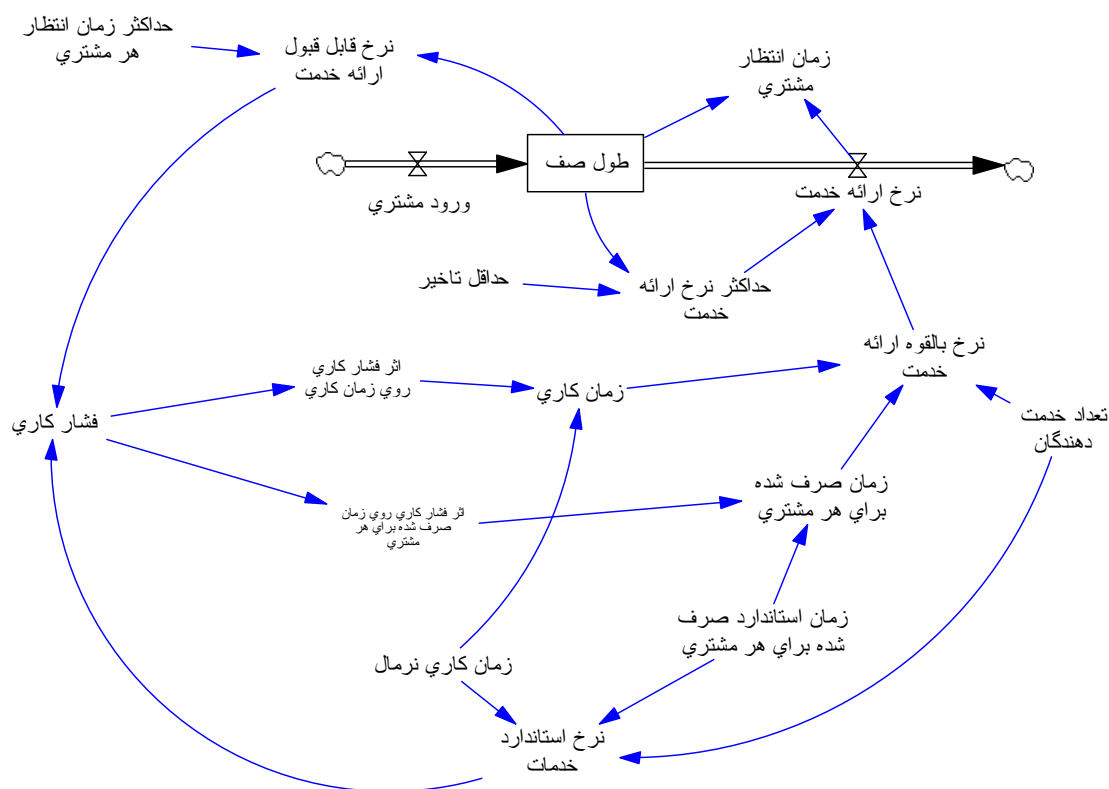 حداكثر زمان انتظار
هر مشتري
نرخ قابل قبول
ارائه خدمت
زمان انتظار
مشتري
طول صف
ورود مشتري
نرخ ارائه خدمت
حداقل تاخير
حداكثر نرخ ارائه
خدمت
نرخ بالقوه ارائه
خدمت
اثر فشار كاري
روي زمان كاري
زمان كاري
فشار كاري
تعداد خدمت
دهندگان
زمان صرف شده
براي هر مشتري
اثر فشار كاري روي زمان
صرف شده براي هر
مشتري
زمان استاندارد صرف
شده براي هر مشتري
زمان كاري نرمال
نرخ استاندارد
خدمات